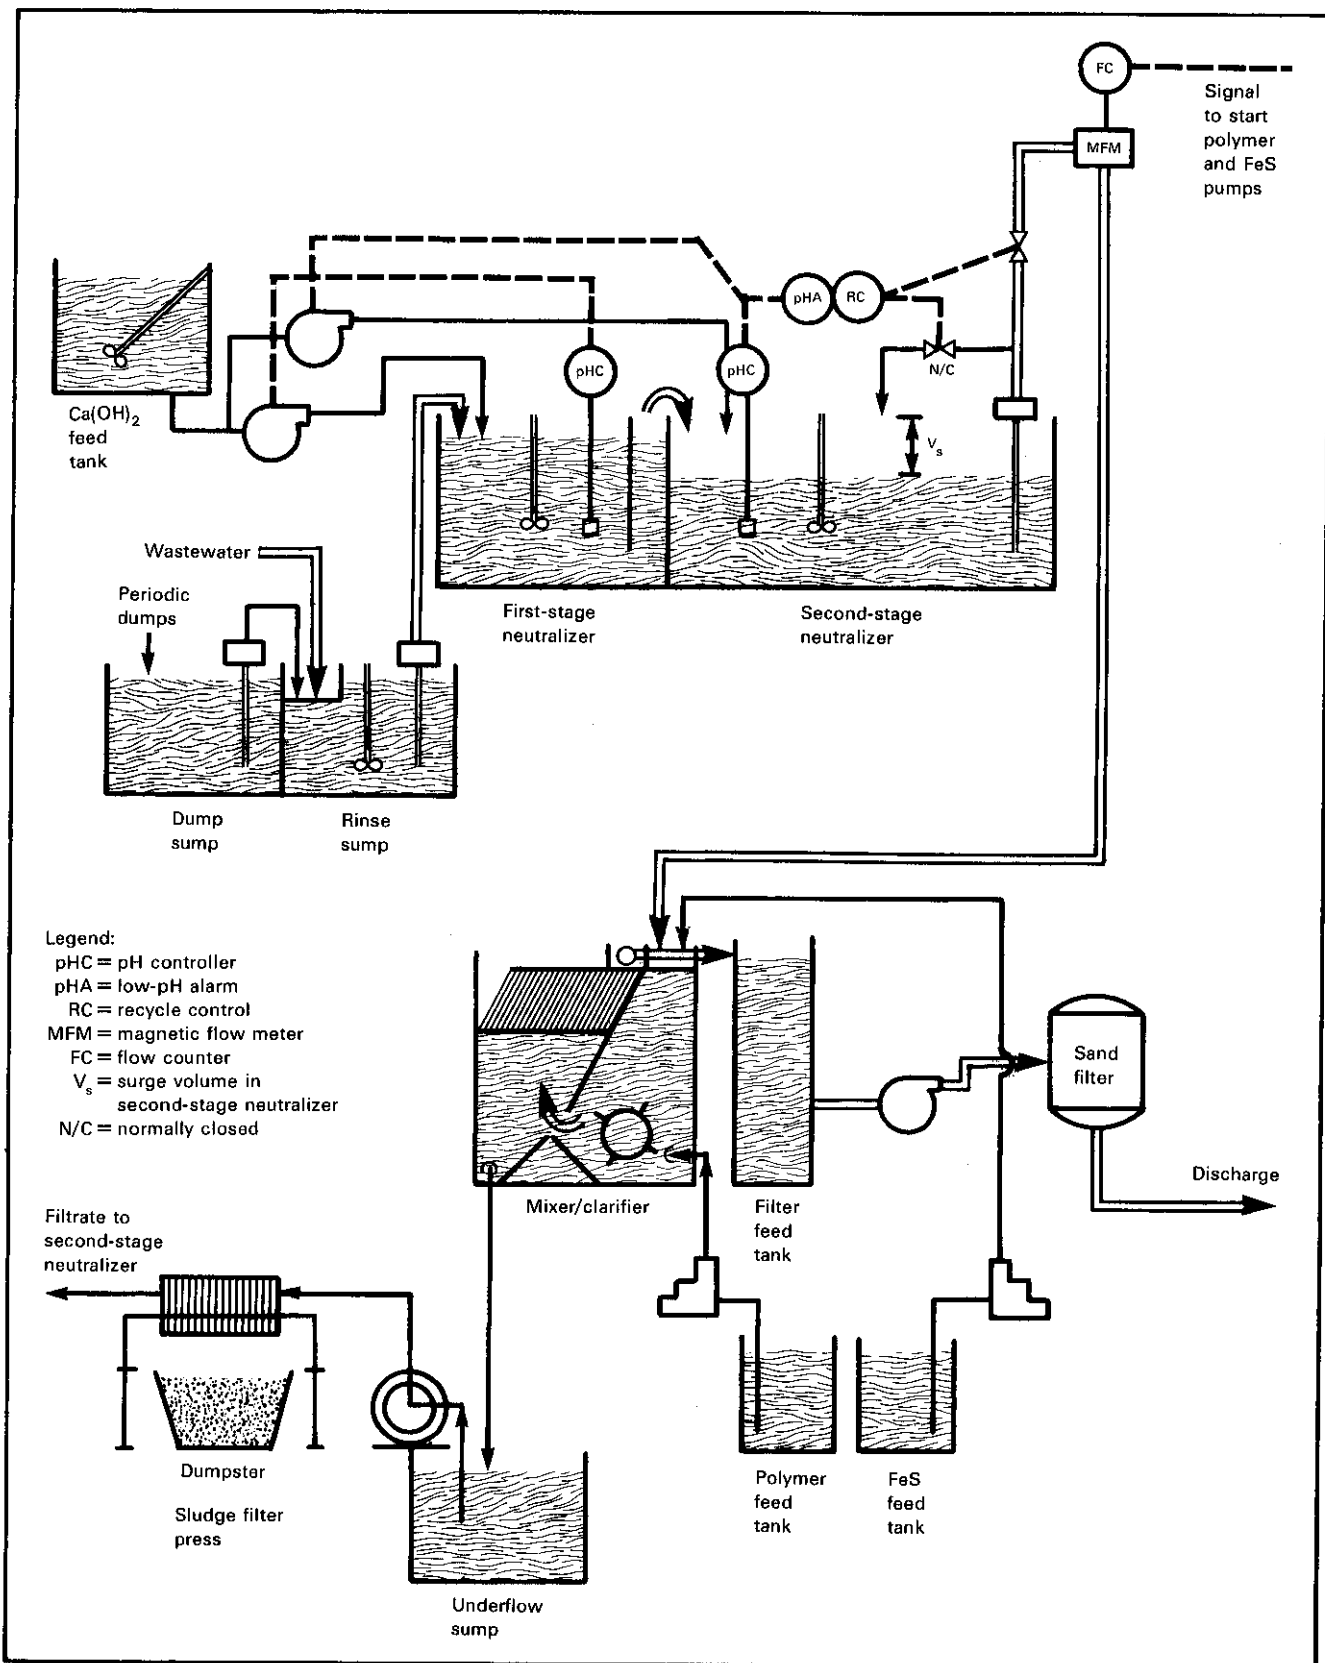 FC
Signal
to start
polymer
and FeS
pumps
MFM
pHA
RC
N/C
pHC
pHC
Ca(OH)₂
feed
tank
Vₛ
Wastewater
Periodic
dumps
First-stage
neutralizer
Second-stage
neutralizer
Dump
sump
Rinse
sump
Legend:
pHC = pH controller
pHA = low-pH alarm
RC = recycle control
MFM = magnetic flow meter
FC = flow counter
Vₛ = surge volume in
second-stage neutralizer
N/C = normally closed
Sand
filter
Discharge
Mixer/clarifier
Filter
feed
tank
Filtrate to
second-stage
neutralizer
Dumpster
Sludge filter
press
Polymer
feed
tank
FeS
feed
tank
Underflow
sump